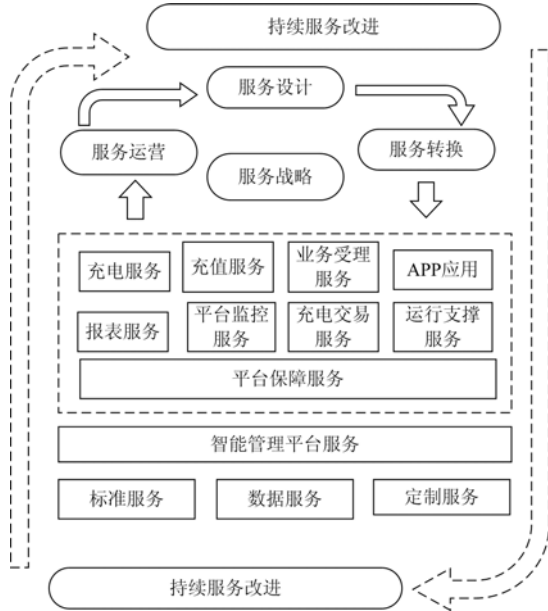 持续服务改进
服务设计
服务运营
服务转换
服务战略
充电服务
充值服务
业务受理
服务
APP应用
报表服务
平台监控
服务
充电交易
服务
运行支撑
服务
平台保障服务
智能管理平台服务
标准服务
数据服务
定制服务
持续服务改进